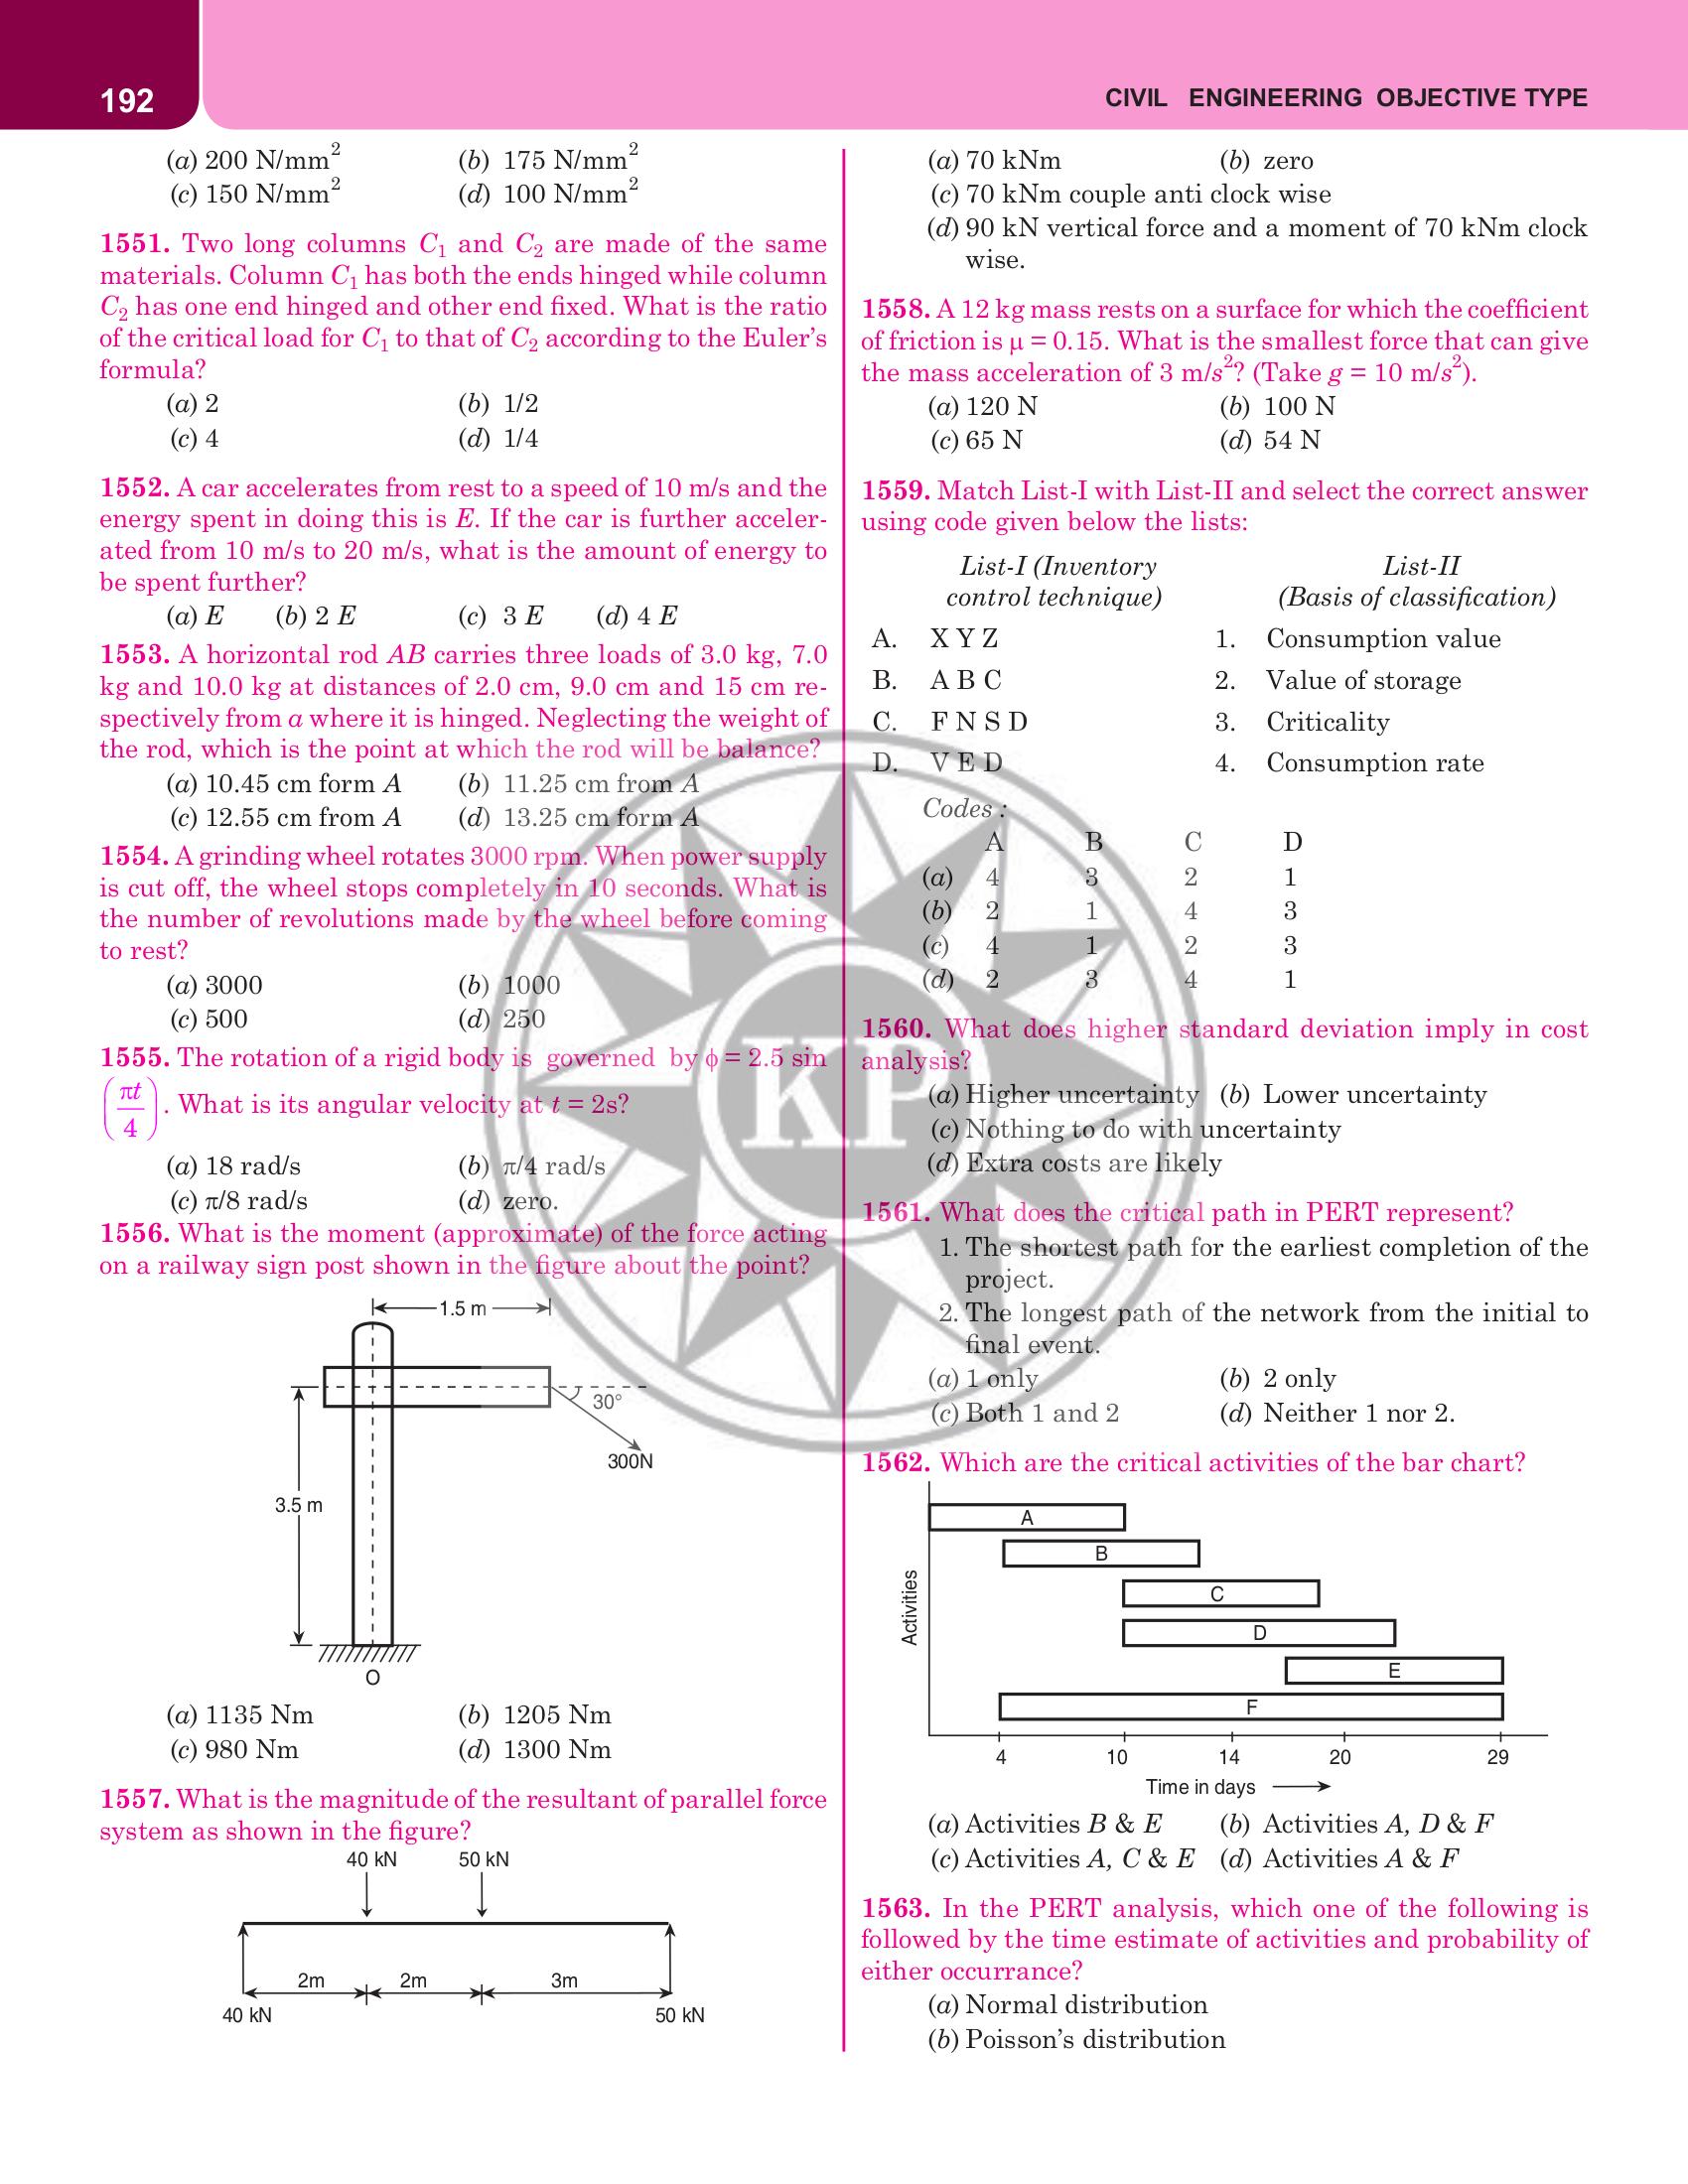 192
CIVIL ENGINEERING OBJECTIVE TYPE
(a) 200 N/mm² (b) 175 N/mm²
(c) 150 N/mm² (d) 100 N/mm²
1551. Two long columns C₁ and C₂ are made of the same
materials. Column C₁ has both the ends hinged while column
C₂ has one end hinged and other end fixed. What is the ratio
of the critical load for C₁ to that of C₂ according to the Euler's
formula?
(a) 2 (b) 1/2
(c) 4 (d) 1/4
1552. A car accelerates from rest to a speed of 10 m/s and the
energy spent in doing this is E. If the car is further acceler-
ated from 10 m/s to 20 m/s, what is the amount of energy to
be spent further?
(a) E (b) 2 E (c) 3 E (d) 4 E
1553. A horizontal rod AB carries three loads of 3.0 kg, 7.0
kg and 10.0 kg at distances of 2.0 cm, 9.0 cm and 15 cm re-
spectively from a where it is hinged. Neglecting the weight of
the rod, which is the point at which the rod will be balance?
(a) 10.45 cm form A (b) 11.25 cm from A
(c) 12.55 cm from A (d) 13.25 cm form A
1554. A grinding wheel rotates 3000 rpm. When power supply
is cut off, the wheel stops completely in 10 seconds. What is
the number of revolutions made by the wheel before coming
to rest?
(a) 3000 (b) 1000
(c) 500 (d) 250
1555. The rotation of a rigid body is governed by ϕ = 2.5 sin
(πt/4). What is its angular velocity at t = 2s?
(a) 18 rad/s (b) π/4 rad/s
(c) π/8 rad/s (d) zero.
1556. What is the moment (approximate) of the force acting
on a railway sign post shown in the figure about the point?
1.5 m
30°
300N
3.5 m
O
(a) 1135 Nm (b) 1205 Nm
(c) 980 Nm (d) 1300 Nm
1557. What is the magnitude of the resultant of parallel force
system as shown in the figure?
40 kN 50 kN
2m 2m 3m
40 kN 50 kN
(a) 70 kNm (b) zero
(c) 70 kNm couple anti clock wise
(d) 90 kN vertical force and a moment of 70 kNm clock
wise.
1558. A 12 kg mass rests on a surface for which the coefficient
of friction is μ = 0.15. What is the smallest force that can give
the mass acceleration of 3 m/s²? (Take g = 10 m/s²).
(a) 120 N (b) 100 N
(c) 65 N (d) 54 N
1559. Match List-I with List-II and select the correct answer
using code given below the lists:
List-I (Inventory List-II
control technique) (Basis of classification)
A. X Y Z 1. Consumption value
B. A B C 2. Value of storage
C. F N S D 3. Criticality
D. V E D 4. Consumption rate
Codes :
A B C D
(a) 4 3 2 1
(b) 2 1 4 3
(c) 4 1 2 3
(d) 2 3 4 1
1560. What does higher standard deviation imply in cost
analysis?
(a) Higher uncertainty (b) Lower uncertainty
(c) Nothing to do with uncertainty
(d) Extra costs are likely
1561. What does the critical path in PERT represent?
1. The shortest path for the earliest completion of the
project.
2. The longest path of the network from the initial to
final event.
(a) 1 only (b) 2 only
(c) Both 1 and 2 (d) Neither 1 nor 2.
1562. Which are the critical activities of the bar chart?
A
B
C
D
E
F
Activities
4 10 14 20 29
Time in days
(a) Activities B & E (b) Activities A, D & F
(c) Activities A, C & E (d) Activities A & F
1563. In the PERT analysis, which one of the following is
followed by the time estimate of activities and probability of
either occurrance?
(a) Normal distribution
(b) Poisson's distribution
KP